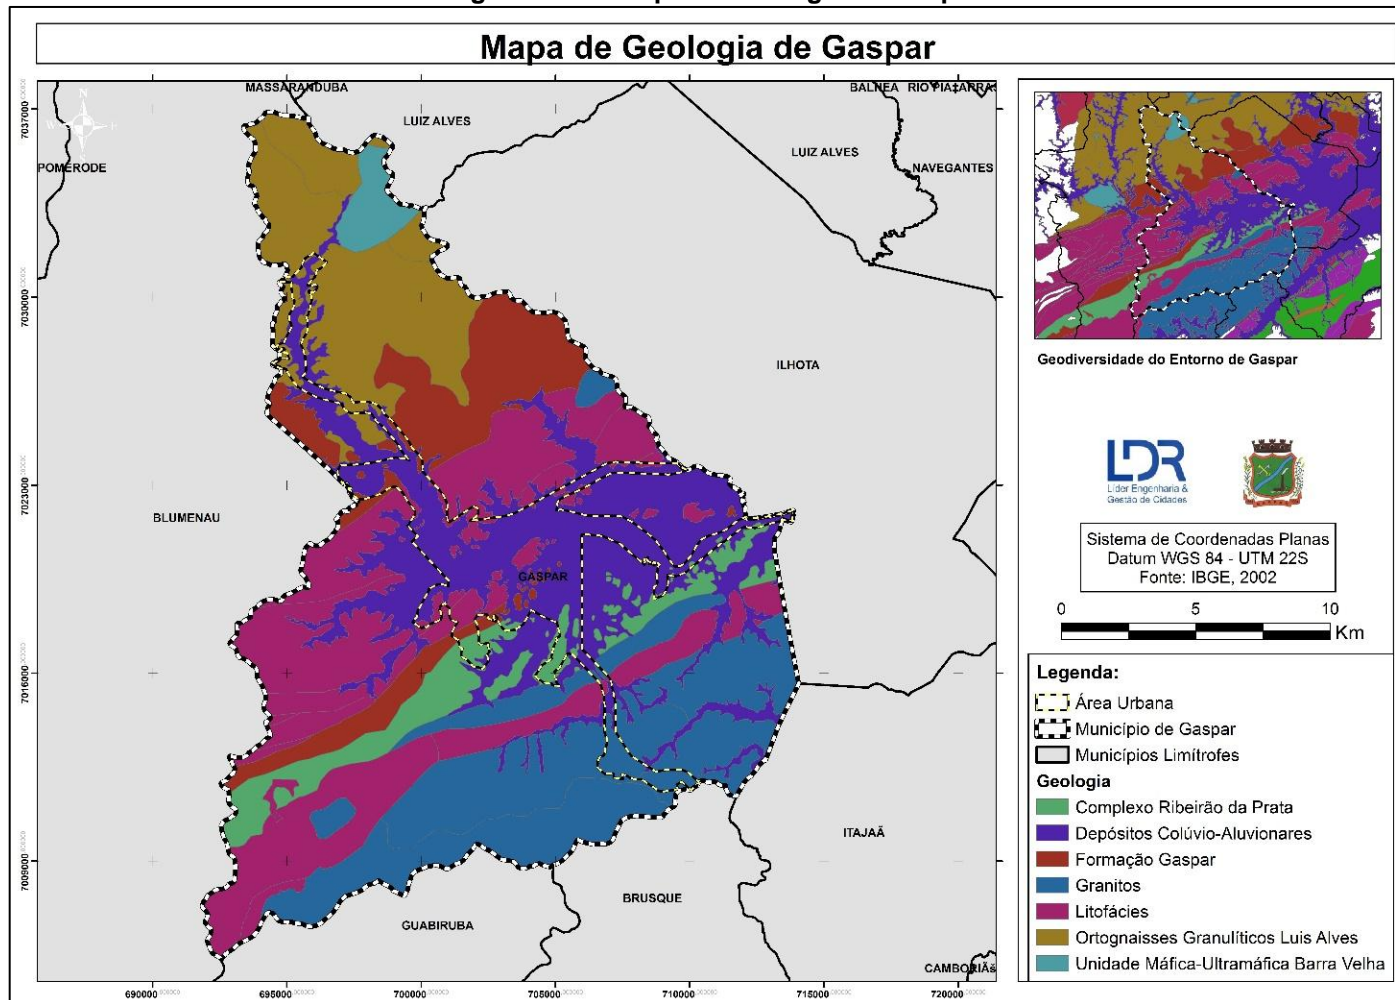 Mapa de Geologia de Gaspar
MASSARANDUBA
LUIZ ALVES
BALNEA
N
W
E
POMERODE
LUIZ ALVES
NAVEGANTES
ILHOTA
BLUMENAU
GASPAR
ITAJAÃ
BRUSQUE
GUABIRUBA
7037000
7030000
7023000
7016000
7009000
690000
695000
700000
705000
710000
715000
720000
Geodiversidade do Entorno de Gaspar
LDR
Líder Engenharia &
Gestão de Cidades
Sistema de Coordenadas Planas
Datum WGS 84 - UTM 22S
Fonte: IBGE, 2002
0 5 10
Km
Legenda:
Área Urbana
Município de Gaspar
Municípios Limítrofes
Geologia
Complexo Ribeirão da Prata
Depósitos Colúvio-Aluvionares
Formação Gaspar
Granitos
Litofácies
Ortognaisses Granulíticos Luis Alves
Unidade Máfica-Ultramáfica Barra Velha